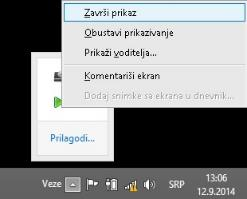 Završi prikaz
Obustavi prikazivanje
Prikaži voditelja...
Komentariši ekran
Dodaj snimke sa ekrana u dnevnik...
Prilagodi...
Veze
SRP
13:06
12.9.2014